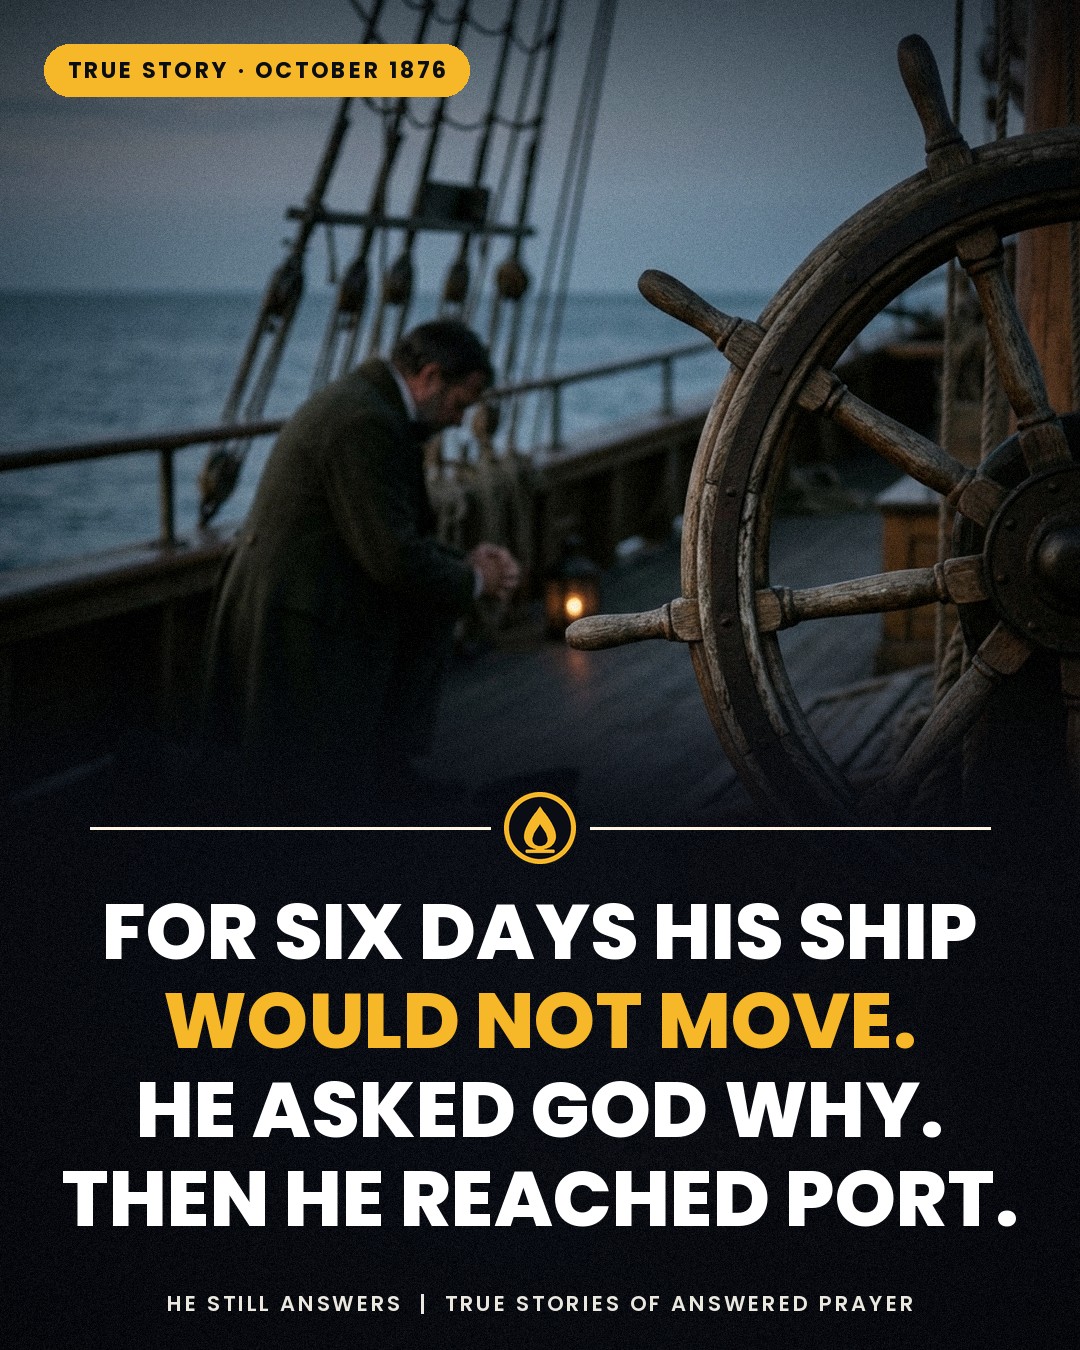 TRUE STORY · OCTOBER 1876
FOR SIX DAYS HIS SHIP
WOULD NOT MOVE.
HE ASKED GOD WHY.
THEN HE REACHED PORT.
HE STILL ANSWERS | TRUE STORIES OF ANSWERED PRAYER